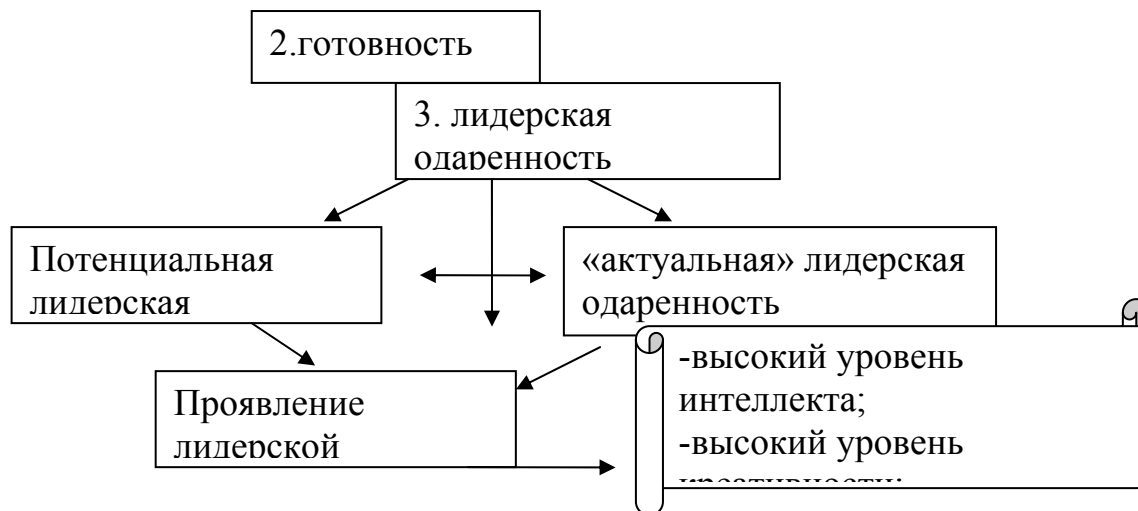 2.готовность
3. лидерская
одаренность
Потенциальная
лидерская
«актуальная» лидерская
одаренность
Проявление
лидерской
-высокий уровень
интеллекта;
-высокий уровень